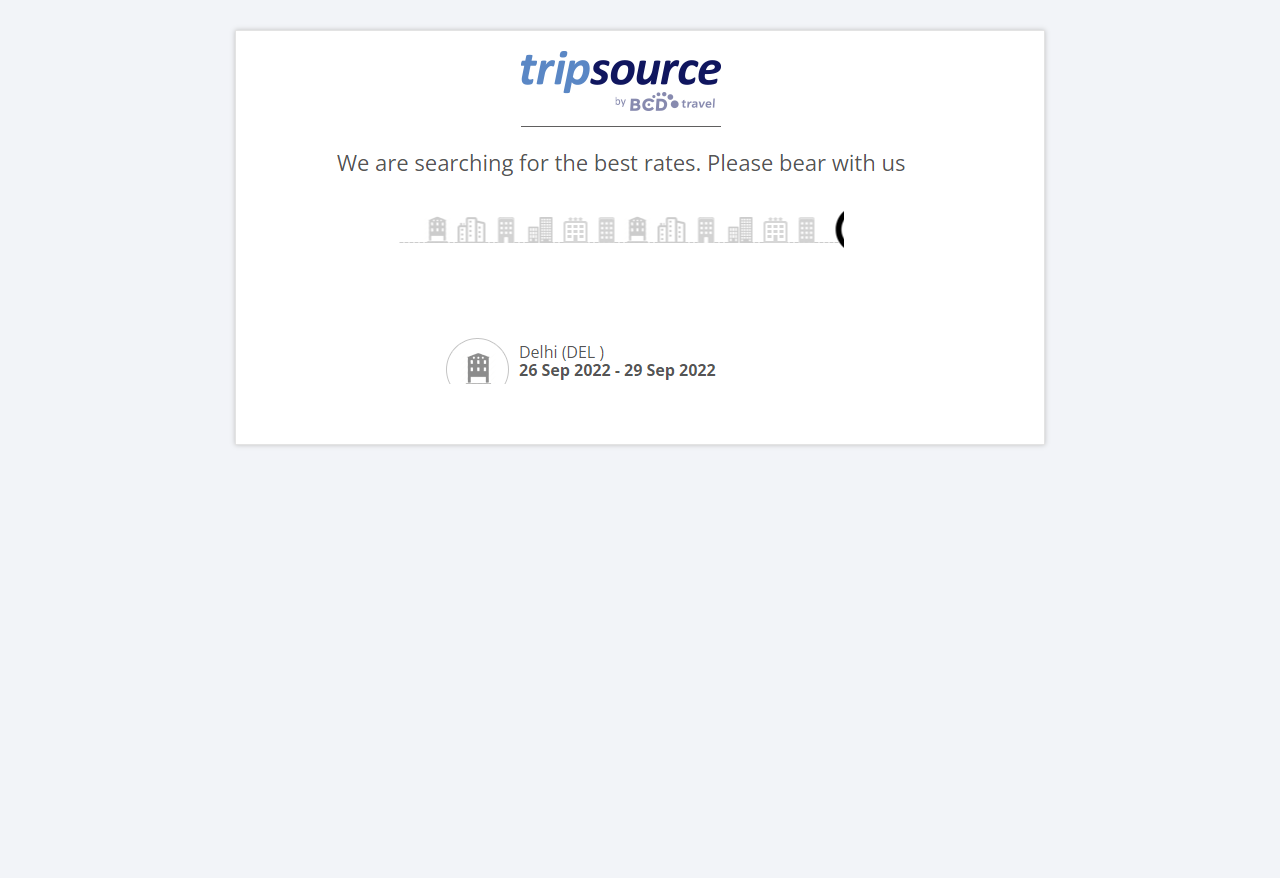 tripsource
by BCD travel
We are searching for the best rates. Please bear with us
Delhi (DEL )
26 Sep 2022 - 29 Sep 2022